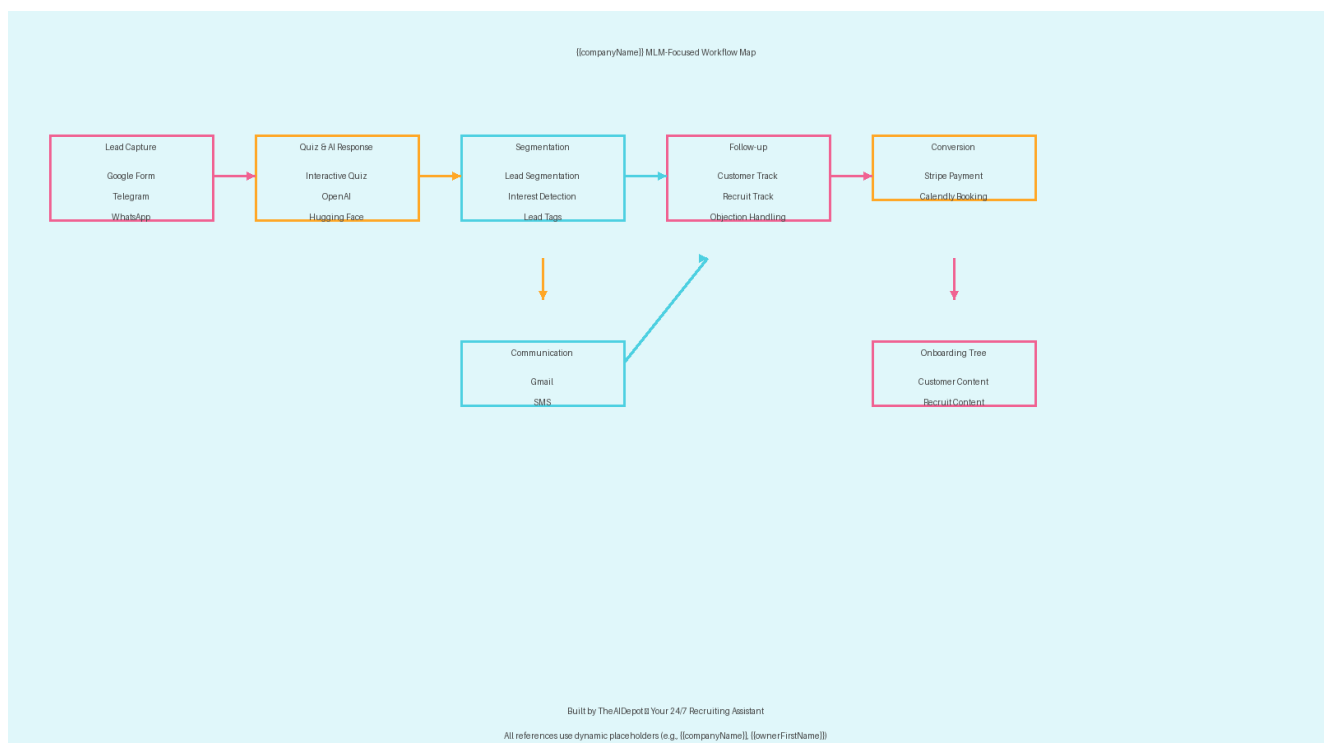 {{companyName}} MLM-Focused Workflow Map
Lead Capture
Google Form
Telegram
WhatsApp
Quiz & AI Response
Interactive Quiz
OpenAI
Hugging Face
Segmentation
Lead Segmentation
Interest Detection
Lead Tags
Follow-up
Customer Track
Recruit Track
Objection Handling
Conversion
Stripe Payment
Calendly Booking
Communication
Gmail
SMS
Onboarding Tree
Customer Content
Recruit Content
Built by TheAIDepot▯ Your 24/7 Recruiting Assistant
All references use dynamic placeholders (e.g., {{companyName}}, {{ownerFirstName}})